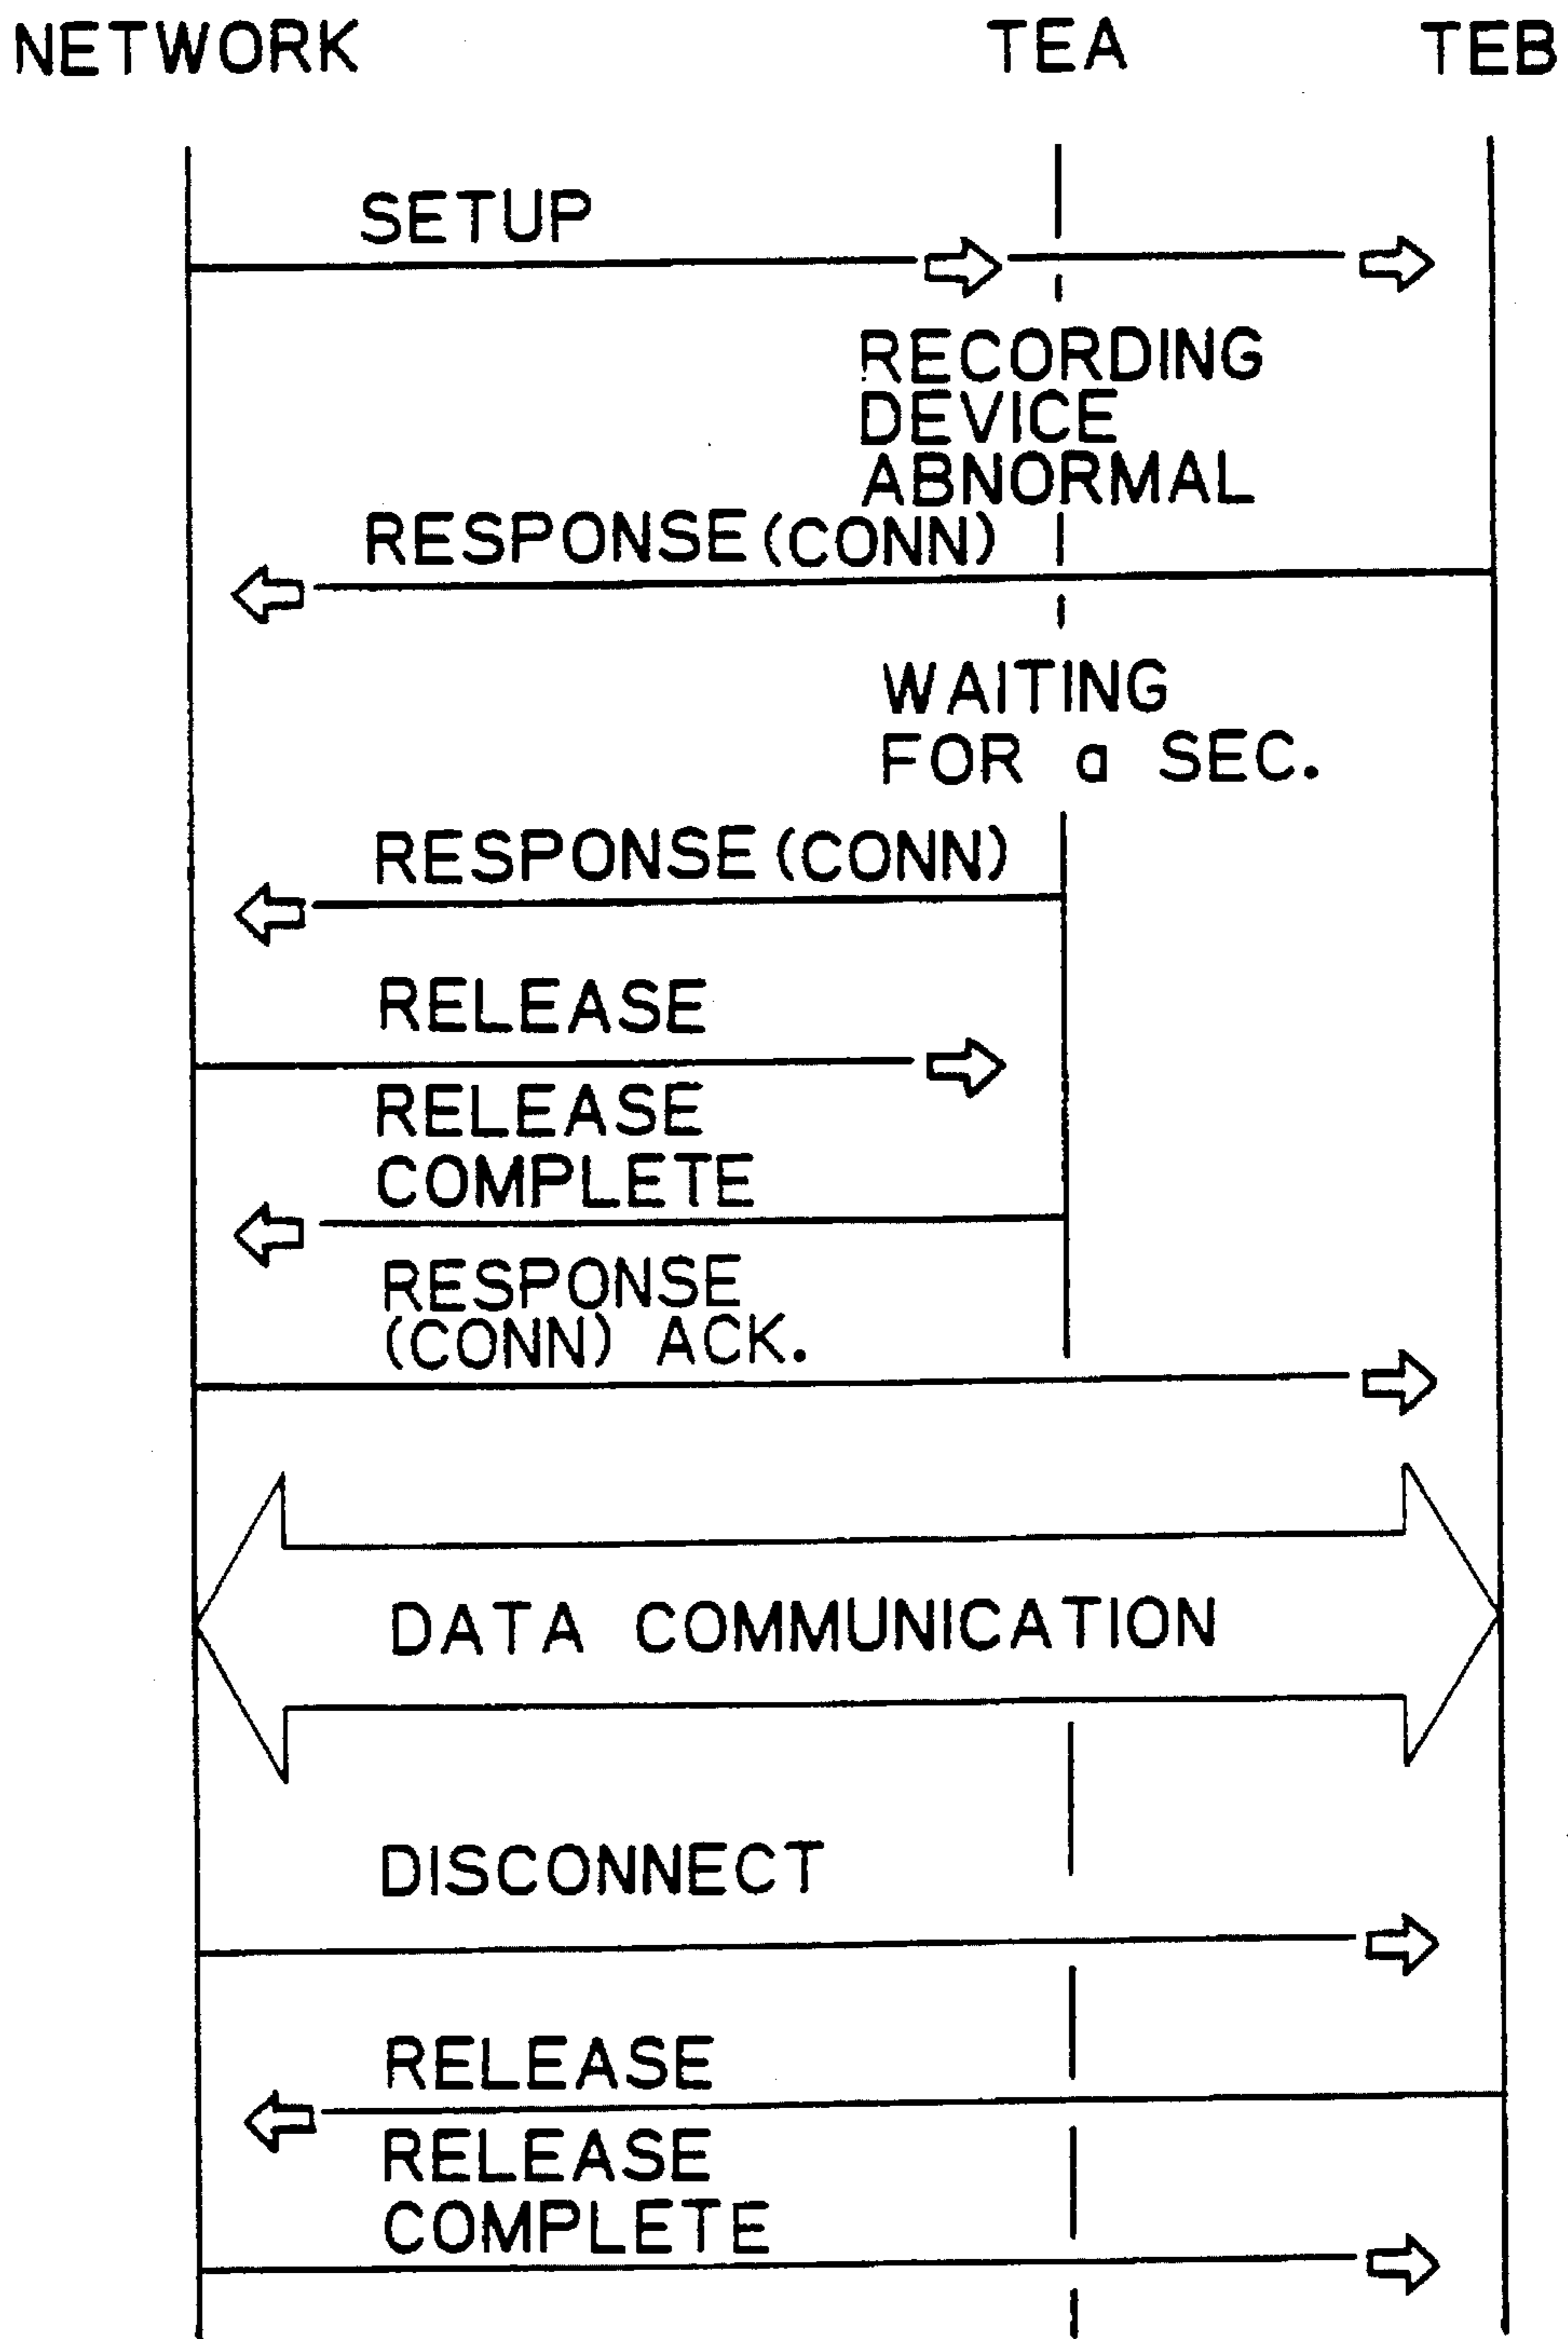 NETWORK TEA TEB
SETUP
RECORDING
DEVICE
ABNORMAL
RESPONSE (CONN)
WAITING
FOR a SEC.
RESPONSE (CONN)
RELEASE
RELEASE
COMPLETE
RESPONSE
(CONN) ACK.
DATA COMMUNICATION
DISCONNECT
RELEASE
RELEASE
COMPLETE